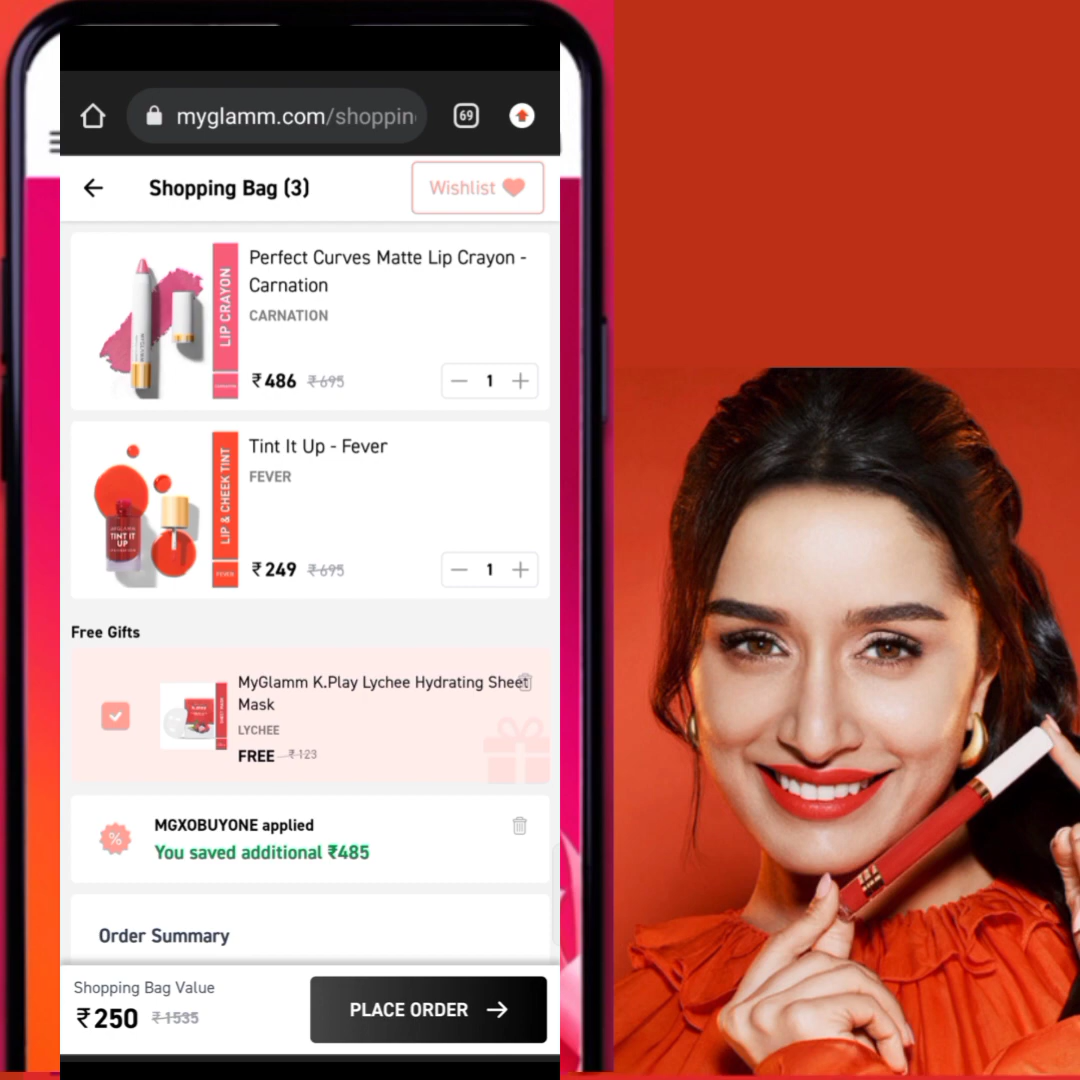 myglamm.com/shoppin
69
Shopping Bag (3)
Wishlist
LIP CRAYON
Perfect Curves Matte Lip Crayon -
Carnation
CARNATION
₹486 ₹695
1
LIP & CHEEK TINT
FEVER
TINT IT
UP
Tint It Up - Fever
FEVER
₹249 ₹695
1
Free Gifts
MyGlamm K.Play Lychee Hydrating Sheet
Mask
LYCHEE
FREE ₹123
%
MGXOBUYONE applied
You saved additional ₹485
Order Summary
Shopping Bag Value
₹250 ₹1535
PLACE ORDER